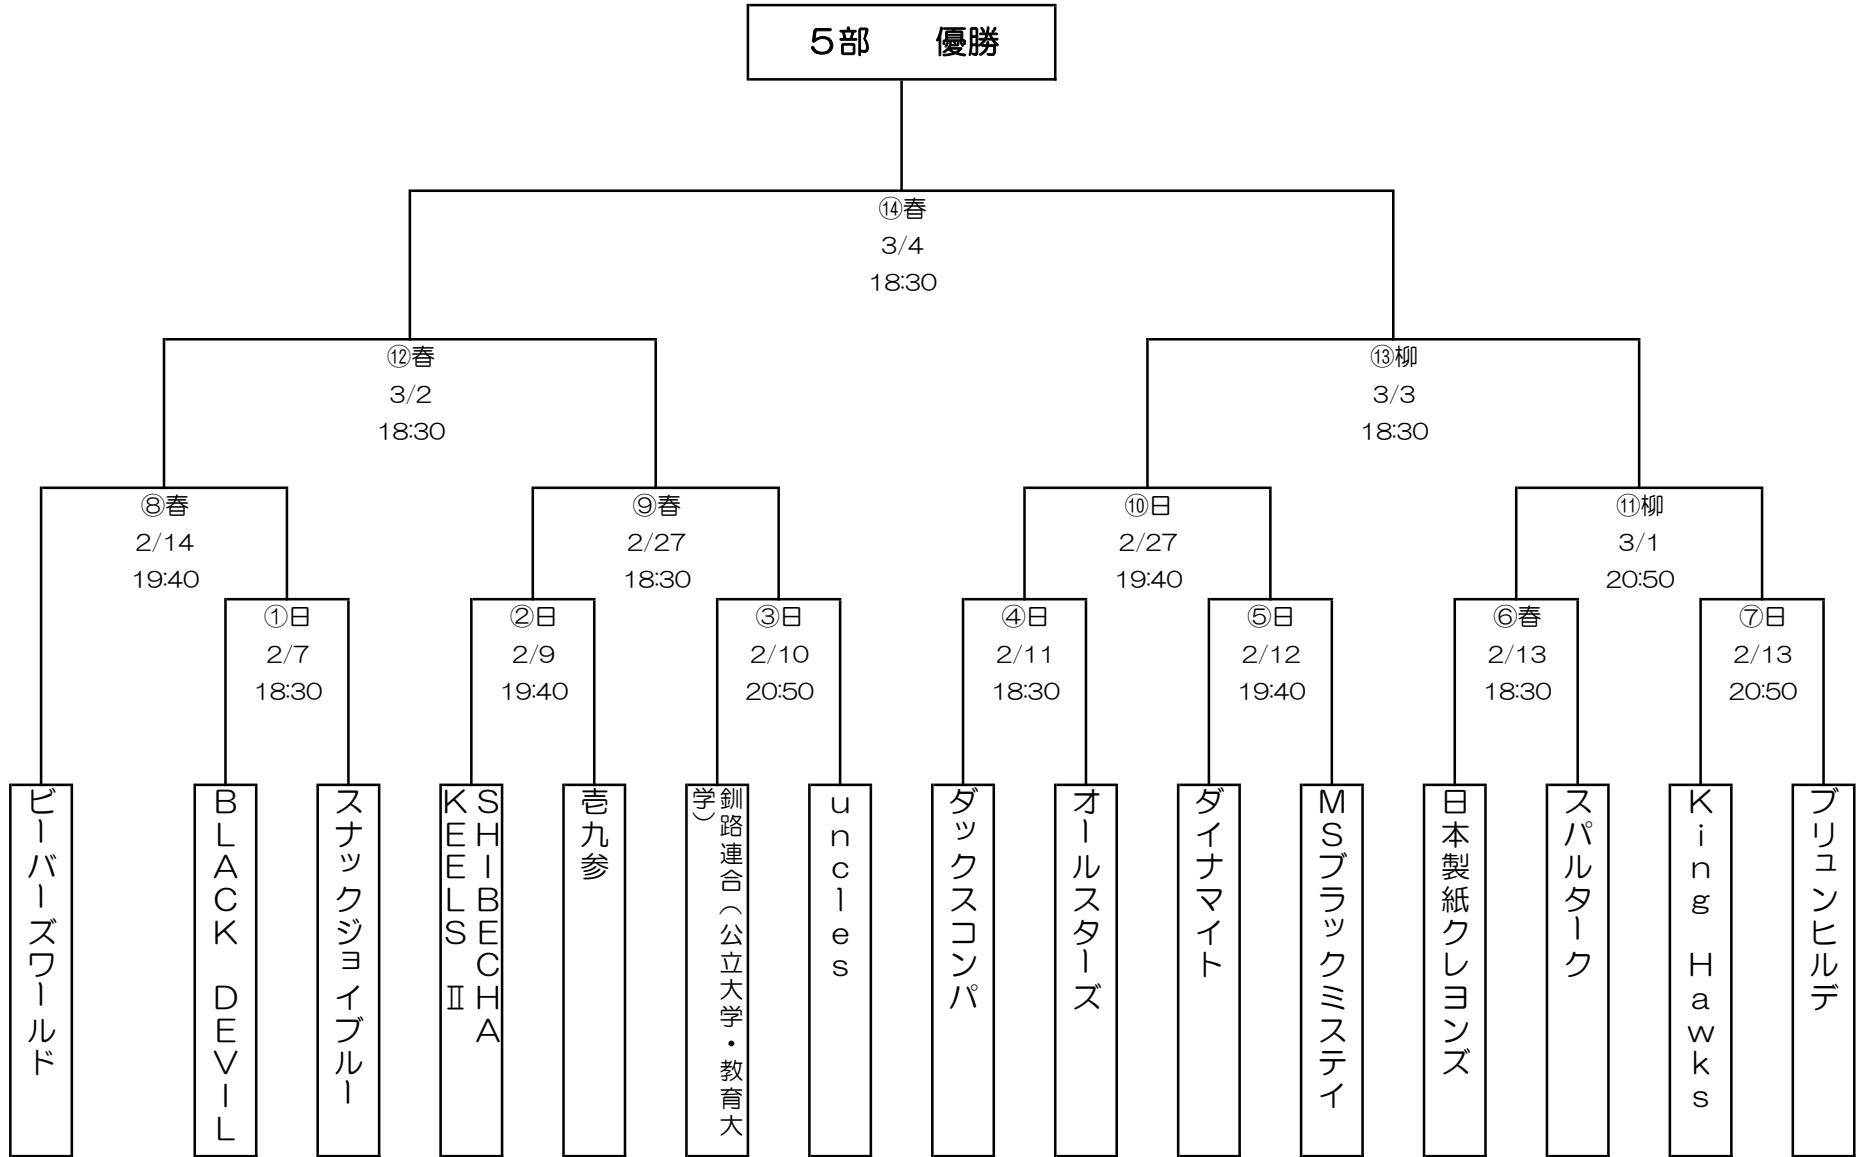 5部　優勝
⑭春
3/4
18:30
⑫春
3/2
18:30
⑬柳
3/3
18:30
⑧春
2/14
19:40
⑨春
2/27
18:30
⑩日
2/27
19:40
⑪柳
3/1
20:50
①日
2/7
18:30
②日
2/9
19:40
③日
2/10
20:50
④日
2/11
18:30
⑤日
2/12
19:40
⑥春
2/13
18:30
⑦日
2/13
20:50
ビーバーズワールド
BLACK DEVIL
スナックジョイブルー
SHIBECHA
KEELS Ⅱ
壱九参
釧路連合（公立大学・教育大
学）
uncles
ダックスコンパ
オールスターズ
ダイナマイト
MSブラックミステイ
日本製紙クレヨンズ
スパルターク
King Hawks
ブリュンヒルデ